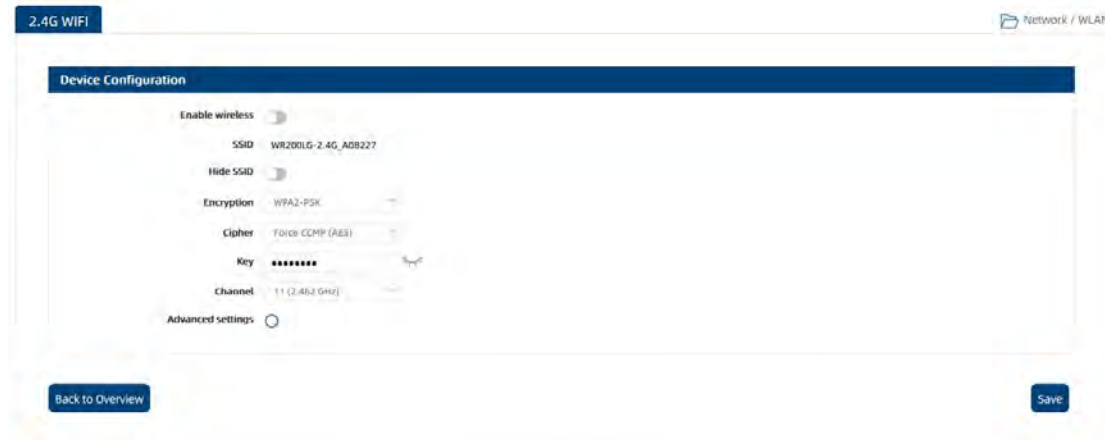 2.4G WIFI
Network / WLAN
Device Configuration
Enable wireless
SSID WR200LG-2.4G_A0B227
Hide SSID
Encryption WPA2-PSK
Cipher Force CCMP (AES)
Key ••••••••
Channel 11 (2.462 GHz)
Advanced settings
Back to Overview
Save